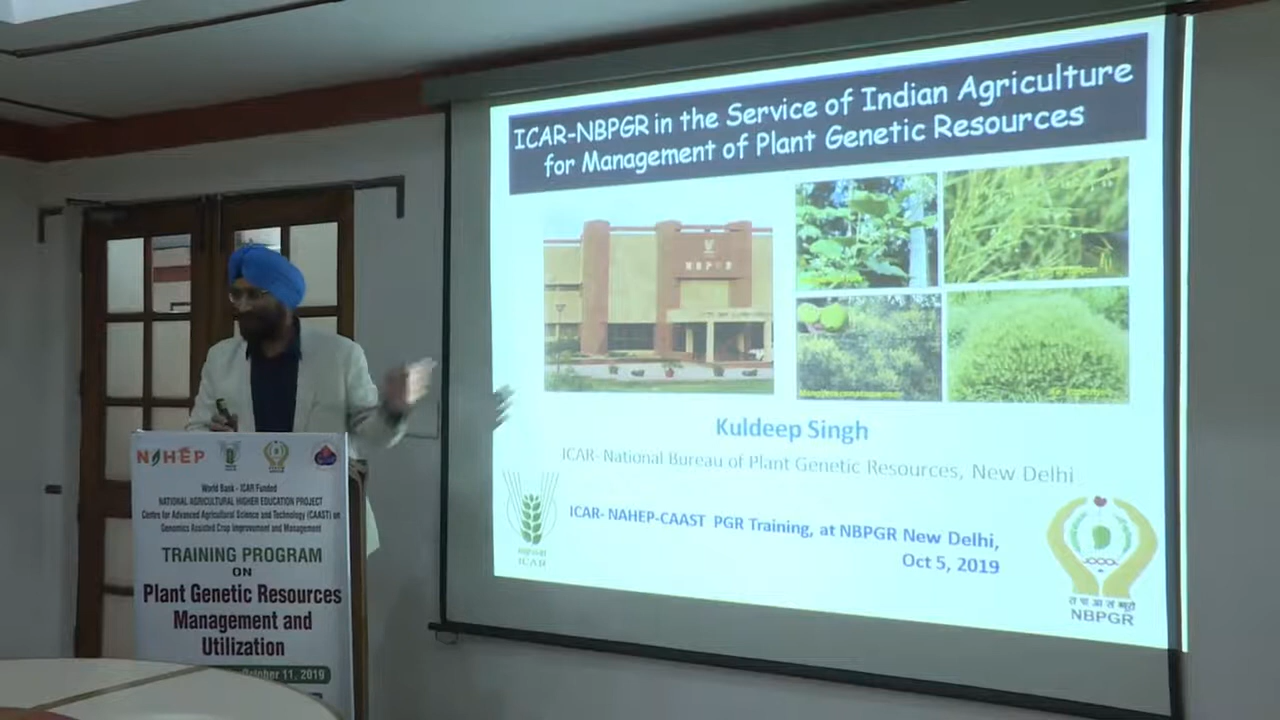 ICAR-NBPGR in the Service of Indian Agriculture
for Management of Plant Genetic Resources
NBPGR
Kuldeep Singh
ICAR- National Bureau of Plant Genetic Resources, New Delhi
ICAR- NAHEP-CAAST PGR Training, at NBPGR New Delhi,
Oct 5, 2019
ICAR
NBPGR
NAHEP
World Bank - ICAR Funded
NATIONAL AGRICULTURAL HIGHER EDUCATION PROJECT
Centre for Advanced Agricultural Science and Technology (CAAST) on
Genomics Assisted Crop Improvement and Management
TRAINING PROGRAM
ON
Plant Genetic Resources
Management and
Utilization
October 11, 2019